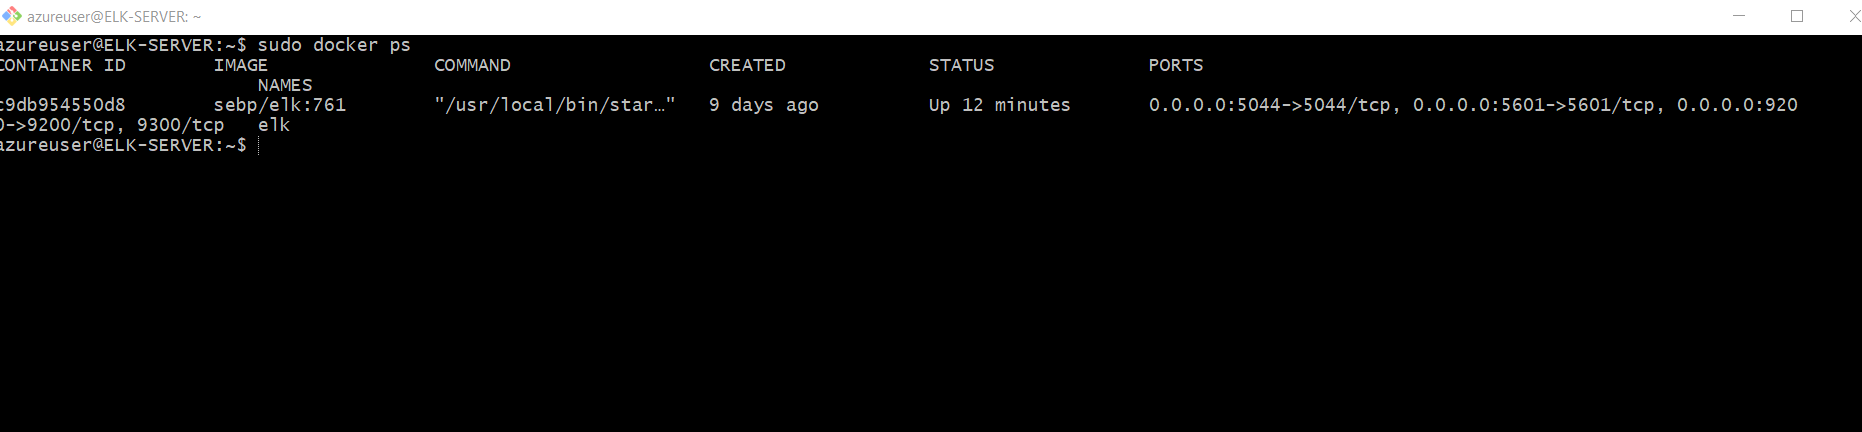 azureuser@ELK-SERVER: ~
azureuser@ELK-SERVER:~$ sudo docker ps
CONTAINER ID        IMAGE               COMMAND                  CREATED             STATUS              PORTS
                        NAMES
c9db954550d8        sebp/elk:761        "/usr/local/bin/star…"   9 days ago          Up 12 minutes       0.0.0.0:5044->5044/tcp, 0.0.0.0:5601->5601/tcp, 0.0.0.0:920
0->9200/tcp, 9300/tcp   elk
azureuser@ELK-SERVER:~$